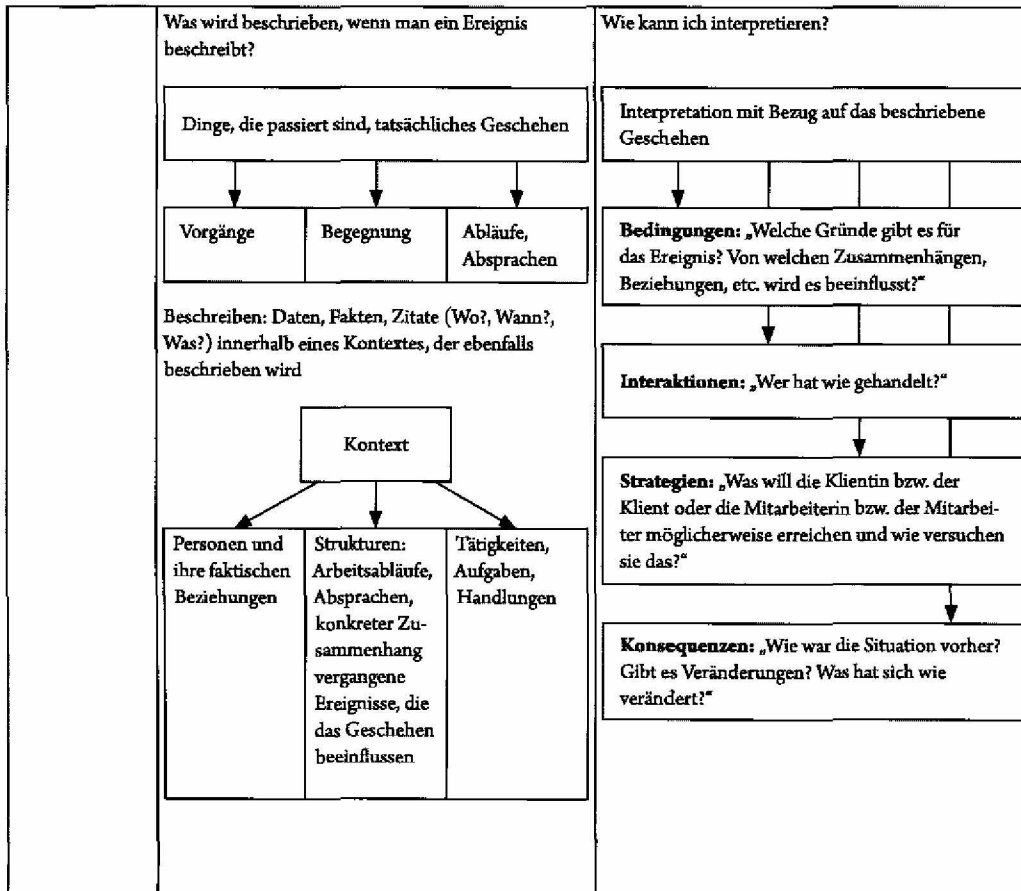 Was wird beschrieben, wenn man ein Ereignis
beschreibt?
Dinge, die passiert sind, tatsächliches Geschehen
Vorgänge
Begegnung
Abläufe,
Absprachen
Beschreiben: Daten, Fakten, Zitate (Wo?, Wann?,
Was?) innerhalb eines Kontextes, der ebenfalls
beschrieben wird
Kontext
Personen und
ihre faktischen
Beziehungen
Strukturen:
Arbeitsabläufe,
Absprachen,
konkreter Zu-
sammenhang
vergangene
Ereignisse, die
das Geschehen
beeinflussen
Tätigkeiten,
Aufgaben,
Handlungen
Wie kann ich interpretieren?
Interpretation mit Bezug auf das beschriebene
Geschehen
Bedingungen: „Welche Gründe gibt es für
das Ereignis? Von welchen Zusammenhängen,
Beziehungen, etc. wird es beeinflusst?“
Interaktionen: „Wer hat wie gehandelt?“
Strategien: „Was will die Klientin bzw. der
Klient oder die Mitarbeiterin bzw. der Mitarbei-
ter möglicherweise erreichen und wie versuchen
sie das?“
Konsequenzen: „Wie war die Situation vorher?
Gibt es Veränderungen? Was hat sich wie
verändert?“